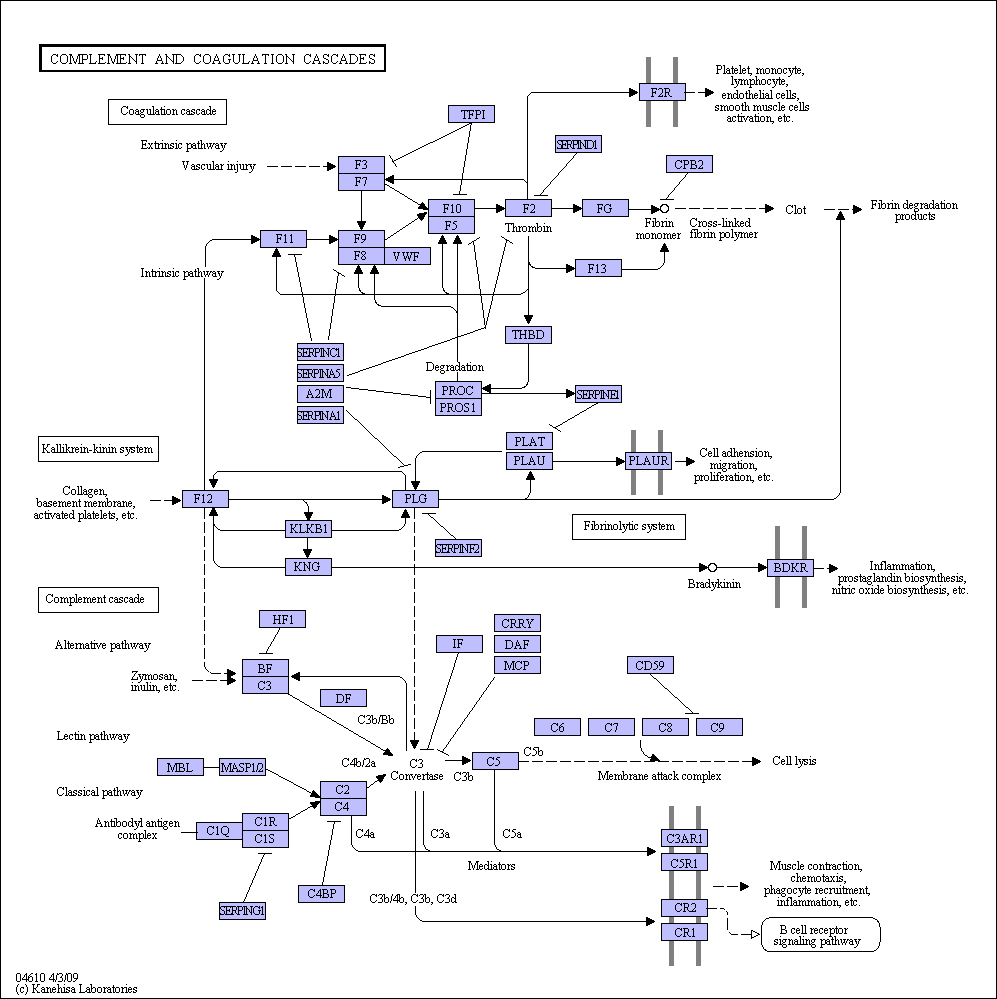 COMPLEMENT AND COAGULATION CASCADES
Platelet, monocyte,
lymphocyte,
endothelial cells,
smooth muscle cells
activation, etc.
F2R
Coagulation cascade
TFPI
Extrinsic pathway
SERPIND1
Vascular injury
F3
CPB2
F7
F10
F2
FG
Clot
Fibrin degradation
products
F5
Thrombin
Fibrin
monomer
Cross-linked
fibrin polymer
F11
F9
F8
VWF
Intrinsic pathway
F13
THBD
SERPINC1
SERPINA5
Degradation
A2M
PROC
SERPINE1
SERPINA1
PROS1
PLAT
Kallikrein-kinin system
PLAU
PLAUR
Cell adhension,
migration,
proliferation, etc.
Collagen,
basement membrane,
activated platelets, etc.
F12
PLG
KLKB1
Fibrinolytic system
SERPINF2
KNG
Bradykinin
BDKR
Inflammation,
prostaglandin biosynthesis,
nitric oxide biosynthesis, etc.
Complement cascade
HF1
CRRY
Alternative pathway
IF
DAF
BF
MCP
CD59
Zymosan,
inulin, etc.
C3
DF
C3b/Bb
C6
C7
C8
C9
Lectin pathway
C5b
MBL
MASP1/2
C4b/2a
C3
Convertase
C3b
C5
Membrane attack complex
Cell lysis
Classical pathway
C2
C4
Antibodyl antigen
complex
C1Q
C1R
C1S
C4a
C3a
C5a
C3AR1
Mediators
C5R1
Muscle contraction,
chemotaxis,
phagocyte recruitment,
inflammation, etc.
C4BP
C3b/4b, C3b, C3d
SERPING1
CR2
CR1
B cell receptor
signaling pathway
04610 4/3/09
(c) Kanehisa Laboratories